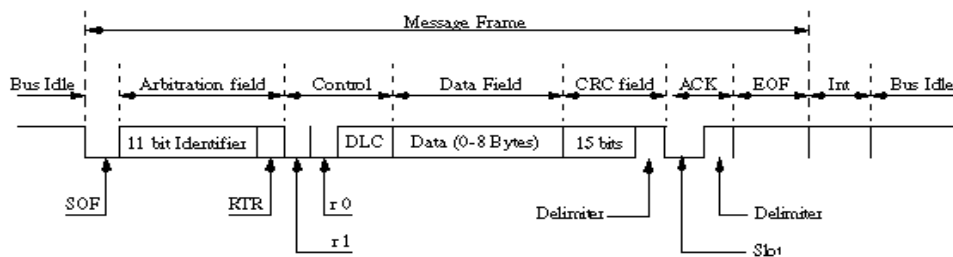 Message Frame
Bus Idle Arbitration field Control Data Field CRC field ACK EOF Int Bus Idle
11 bit Identifier DLC Data (0-8 Bytes) 15 bits
SOF RTR r 0 Delimiter Delimiter
r 1 Slot